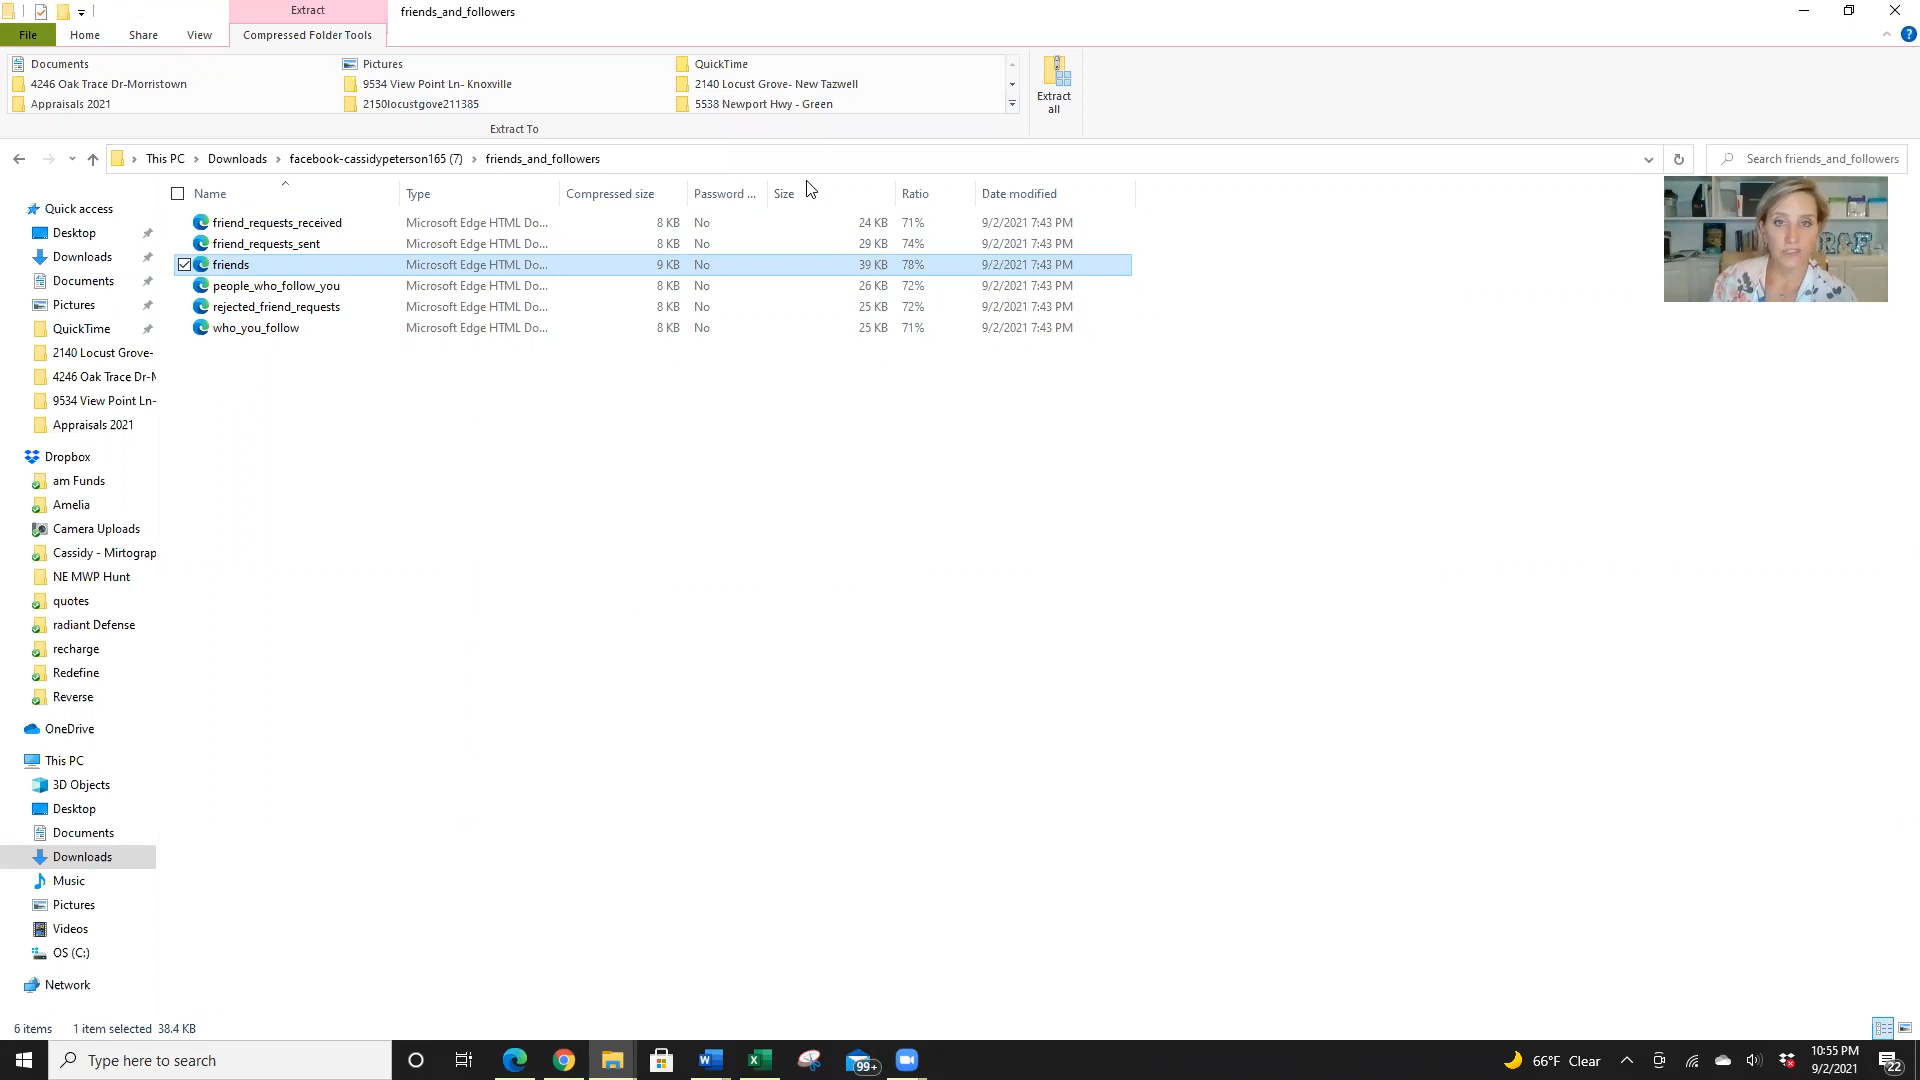 Extract
friends_and_followers
File
Home
Share
View
Compressed Folder Tools
Documents
Pictures
QuickTime
4246 Oak Trace Dr-Morristown
9534 View Point Ln- Knoxville
2140 Locust Grove- New Tazwell
Appraisals 2021
2150locustgove211385
5538 Newport Hwy - Green
Extract
all
Extract To
This PC
Downloads
facebook-cassidypeterson165 (7)
friends_and_followers
Search friends_and_followers
Name
Type
Compressed size
Password ...
Size
Ratio
Date modified
friend_requests_received
Microsoft Edge HTML Do...
8 KB
No
24 KB
71%
9/2/2021 7:43 PM
friend_requests_sent
Microsoft Edge HTML Do...
8 KB
No
29 KB
74%
9/2/2021 7:43 PM
friends
Microsoft Edge HTML Do...
9 KB
No
39 KB
78%
9/2/2021 7:43 PM
people_who_follow_you
Microsoft Edge HTML Do...
8 KB
No
26 KB
72%
9/2/2021 7:43 PM
rejected_friend_requests
Microsoft Edge HTML Do...
8 KB
No
25 KB
72%
9/2/2021 7:43 PM
who_you_follow
Microsoft Edge HTML Do...
8 KB
No
25 KB
71%
9/2/2021 7:43 PM
Quick access
Desktop
Downloads
Documents
Pictures
QuickTime
2140 Locust Grove-
4246 Oak Trace Dr-M
9534 View Point Ln-
Appraisals 2021
Dropbox
am Funds
Amelia
Camera Uploads
Cassidy - Mirtograp
NE MWP Hunt
quotes
radiant Defense
recharge
Redefine
Reverse
OneDrive
This PC
3D Objects
Desktop
Documents
Downloads
Music
Pictures
Videos
OS (C:)
Network
6 items
1 item selected 38.4 KB
Type here to search
99+
66°F Clear
10:55 PM
9/2/2021
22